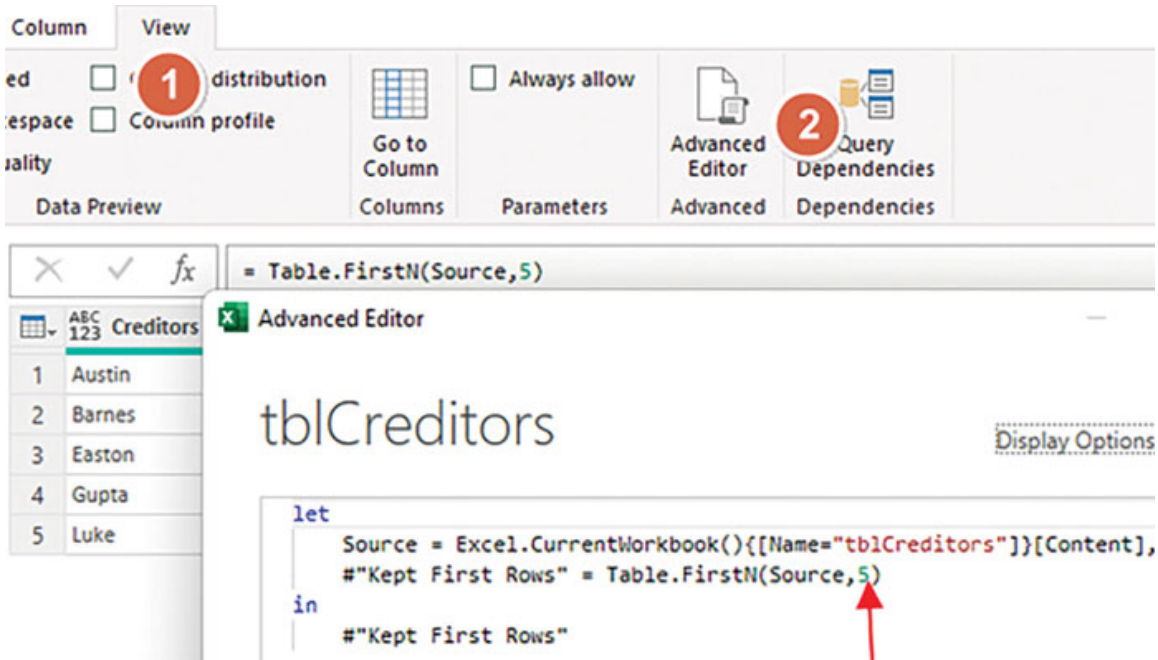 Column View
ed distribution Always allow
espace Column profile
Go to Column
Advanced Editor
Query Dependencies
uality
Data Preview Columns Parameters Advanced Dependencies
1
2
fx = Table.FirstN(Source,5)
ABC 123 Creditors
1 Austin
2 Barnes
3 Easton
4 Gupta
5 Luke
Advanced Editor
tblCreditors
Display Options
let
Source = Excel.CurrentWorkbook(){[Name="tblCreditors"]}[Content],
#"Kept First Rows" = Table.FirstN(Source,5)
in
#"Kept First Rows"